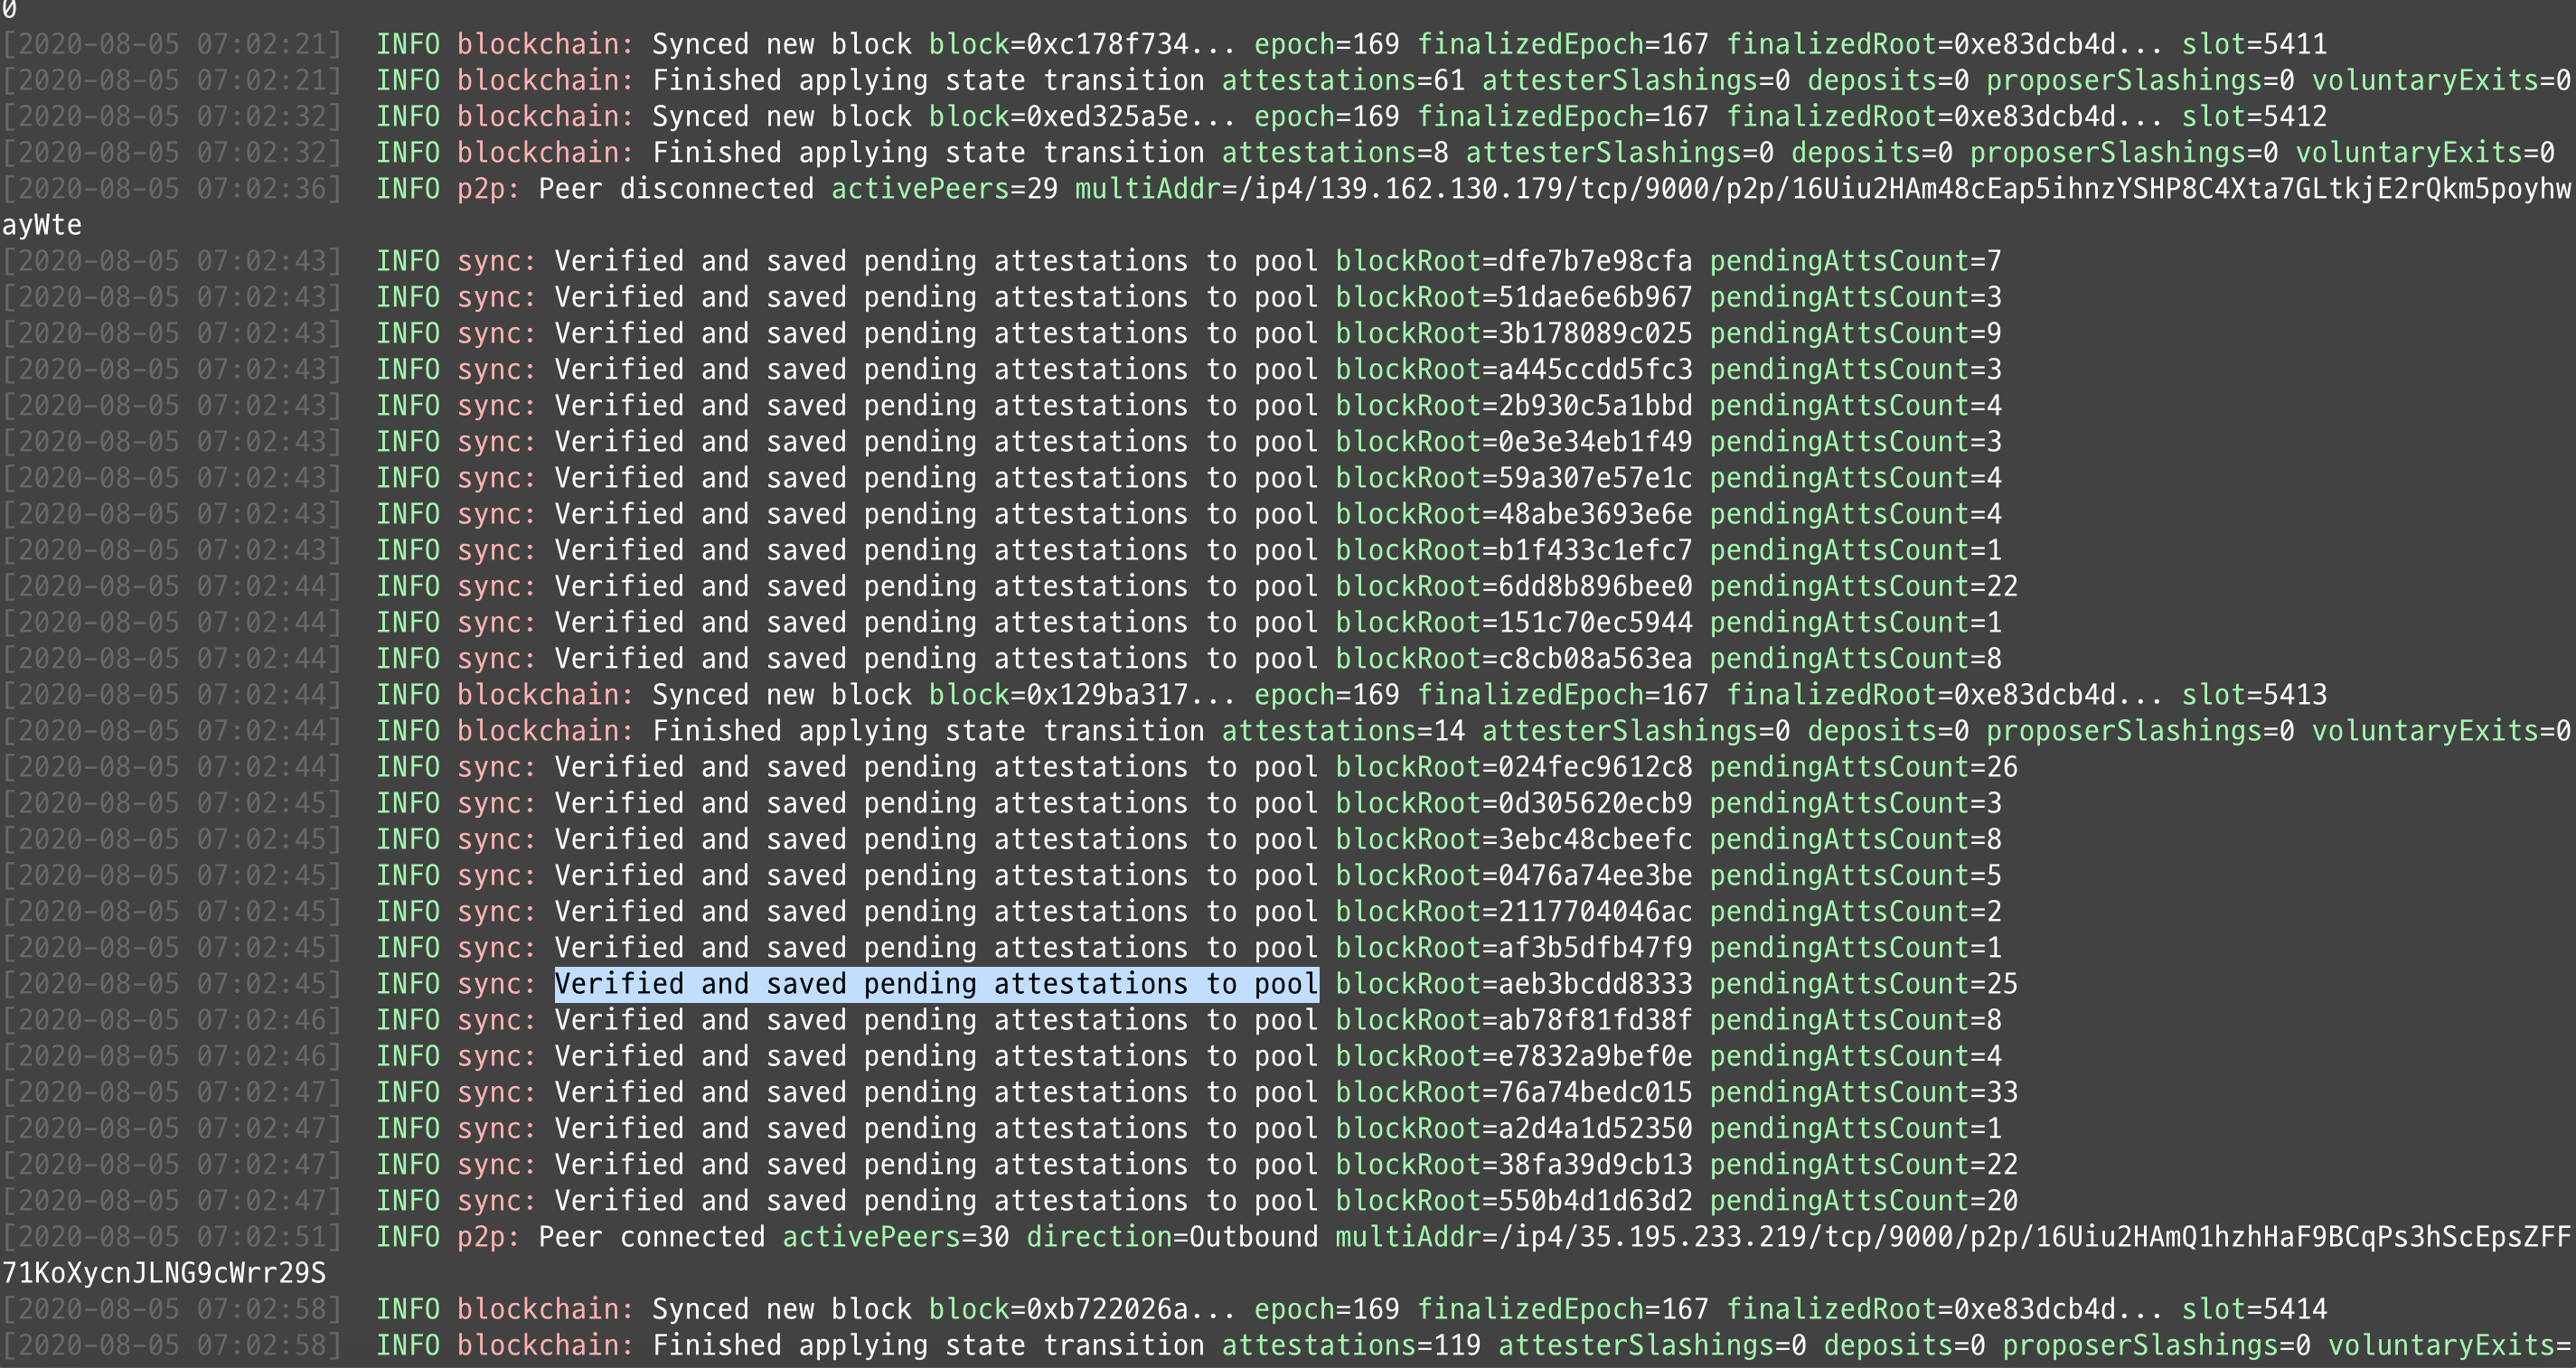 0
[2020-08-05 07:02:21]  INFO blockchain: Synced new block block=0xc178f734... epoch=169 finalizedEpoch=167 finalizedRoot=0xe83dcb4d... slot=5411
[2020-08-05 07:02:21]  INFO blockchain: Finished applying state transition attestations=61 attesterSlashings=0 deposits=0 proposerSlashings=0 voluntaryExits=0
[2020-08-05 07:02:32]  INFO blockchain: Synced new block block=0xed325a5e... epoch=169 finalizedEpoch=167 finalizedRoot=0xe83dcb4d... slot=5412
[2020-08-05 07:02:32]  INFO blockchain: Finished applying state transition attestations=8 attesterSlashings=0 deposits=0 proposerSlashings=0 voluntaryExits=0
[2020-08-05 07:02:36]  INFO p2p: Peer disconnected activePeers=29 multiAddr=/ip4/139.162.130.179/tcp/9000/p2p/16Uiu2HAm48cEap5ihnzYSHP8C4Xta7GLtkjE2rQkm5poyhw
ayWte
[2020-08-05 07:02:43]  INFO sync: Verified and saved pending attestations to pool blockRoot=dfe7b7e98cfa pendingAttsCount=7
[2020-08-05 07:02:43]  INFO sync: Verified and saved pending attestations to pool blockRoot=51dae6e6b967 pendingAttsCount=3
[2020-08-05 07:02:43]  INFO sync: Verified and saved pending attestations to pool blockRoot=3b178089c025 pendingAttsCount=9
[2020-08-05 07:02:43]  INFO sync: Verified and saved pending attestations to pool blockRoot=a445ccdd5fc3 pendingAttsCount=3
[2020-08-05 07:02:43]  INFO sync: Verified and saved pending attestations to pool blockRoot=2b930c5a1bbd pendingAttsCount=4
[2020-08-05 07:02:43]  INFO sync: Verified and saved pending attestations to pool blockRoot=0e3e34eb1f49 pendingAttsCount=3
[2020-08-05 07:02:43]  INFO sync: Verified and saved pending attestations to pool blockRoot=59a307e57e1c pendingAttsCount=4
[2020-08-05 07:02:43]  INFO sync: Verified and saved pending attestations to pool blockRoot=48abe3693e6e pendingAttsCount=4
[2020-08-05 07:02:43]  INFO sync: Verified and saved pending attestations to pool blockRoot=b1f433c1efc7 pendingAttsCount=1
[2020-08-05 07:02:44]  INFO sync: Verified and saved pending attestations to pool blockRoot=6dd8b896bee0 pendingAttsCount=22
[2020-08-05 07:02:44]  INFO sync: Verified and saved pending attestations to pool blockRoot=151c70ec5944 pendingAttsCount=1
[2020-08-05 07:02:44]  INFO sync: Verified and saved pending attestations to pool blockRoot=c8cb08a563ea pendingAttsCount=8
[2020-08-05 07:02:44]  INFO blockchain: Synced new block block=0x129ba317... epoch=169 finalizedEpoch=167 finalizedRoot=0xe83dcb4d... slot=5413
[2020-08-05 07:02:44]  INFO blockchain: Finished applying state transition attestations=14 attesterSlashings=0 deposits=0 proposerSlashings=0 voluntaryExits=0
[2020-08-05 07:02:44]  INFO sync: Verified and saved pending attestations to pool blockRoot=024fec9612c8 pendingAttsCount=26
[2020-08-05 07:02:45]  INFO sync: Verified and saved pending attestations to pool blockRoot=0d305620ecb9 pendingAttsCount=3
[2020-08-05 07:02:45]  INFO sync: Verified and saved pending attestations to pool blockRoot=3ebc48cbeefc pendingAttsCount=8
[2020-08-05 07:02:45]  INFO sync: Verified and saved pending attestations to pool blockRoot=0476a74ee3be pendingAttsCount=5
[2020-08-05 07:02:45]  INFO sync: Verified and saved pending attestations to pool blockRoot=2117704046ac pendingAttsCount=2
[2020-08-05 07:02:45]  INFO sync: Verified and saved pending attestations to pool blockRoot=af3b5dfb47f9 pendingAttsCount=1
[2020-08-05 07:02:45]  INFO sync: Verified and saved pending attestations to pool blockRoot=aeb3bcdd8333 pendingAttsCount=25
[2020-08-05 07:02:46]  INFO sync: Verified and saved pending attestations to pool blockRoot=ab78f81fd38f pendingAttsCount=8
[2020-08-05 07:02:46]  INFO sync: Verified and saved pending attestations to pool blockRoot=e7832a9bef0e pendingAttsCount=4
[2020-08-05 07:02:47]  INFO sync: Verified and saved pending attestations to pool blockRoot=76a74bedc015 pendingAttsCount=33
[2020-08-05 07:02:47]  INFO sync: Verified and saved pending attestations to pool blockRoot=a2d4a1d52350 pendingAttsCount=1
[2020-08-05 07:02:47]  INFO sync: Verified and saved pending attestations to pool blockRoot=38fa39d9cb13 pendingAttsCount=22
[2020-08-05 07:02:47]  INFO sync: Verified and saved pending attestations to pool blockRoot=550b4d1d63d2 pendingAttsCount=20
[2020-08-05 07:02:51]  INFO p2p: Peer connected activePeers=30 direction=Outbound multiAddr=/ip4/35.195.233.219/tcp/9000/p2p/16Uiu2HAmQ1hzhHaF9BCqPs3hScEpsZFF
71KoXycnJLNG9cWrr29S
[2020-08-05 07:02:58]  INFO blockchain: Synced new block block=0xb722026a... epoch=169 finalizedEpoch=167 finalizedRoot=0xe83dcb4d... slot=5414
[2020-08-05 07:02:58]  INFO blockchain: Finished applying state transition attestations=119 attesterSlashings=0 deposits=0 proposerSlashings=0 voluntaryExits=